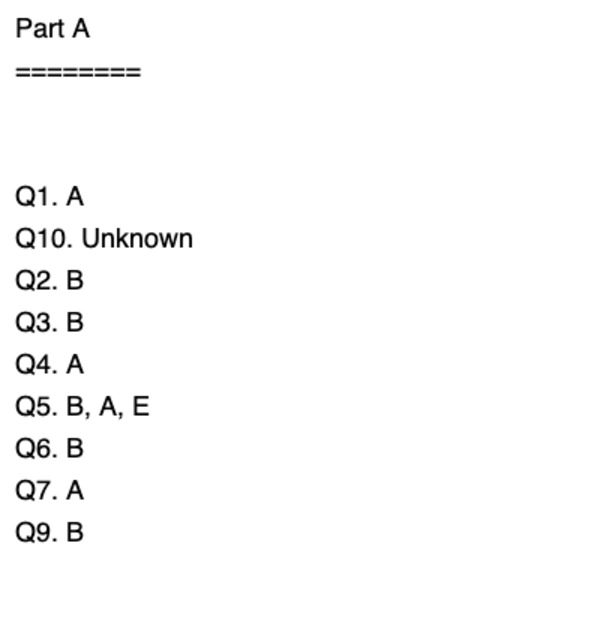 Part A
========
Q1. A
Q10. Unknown
Q2. B
Q3. B
Q4. A
Q5. B, A, E
Q6. B
Q7. A
Q9. B